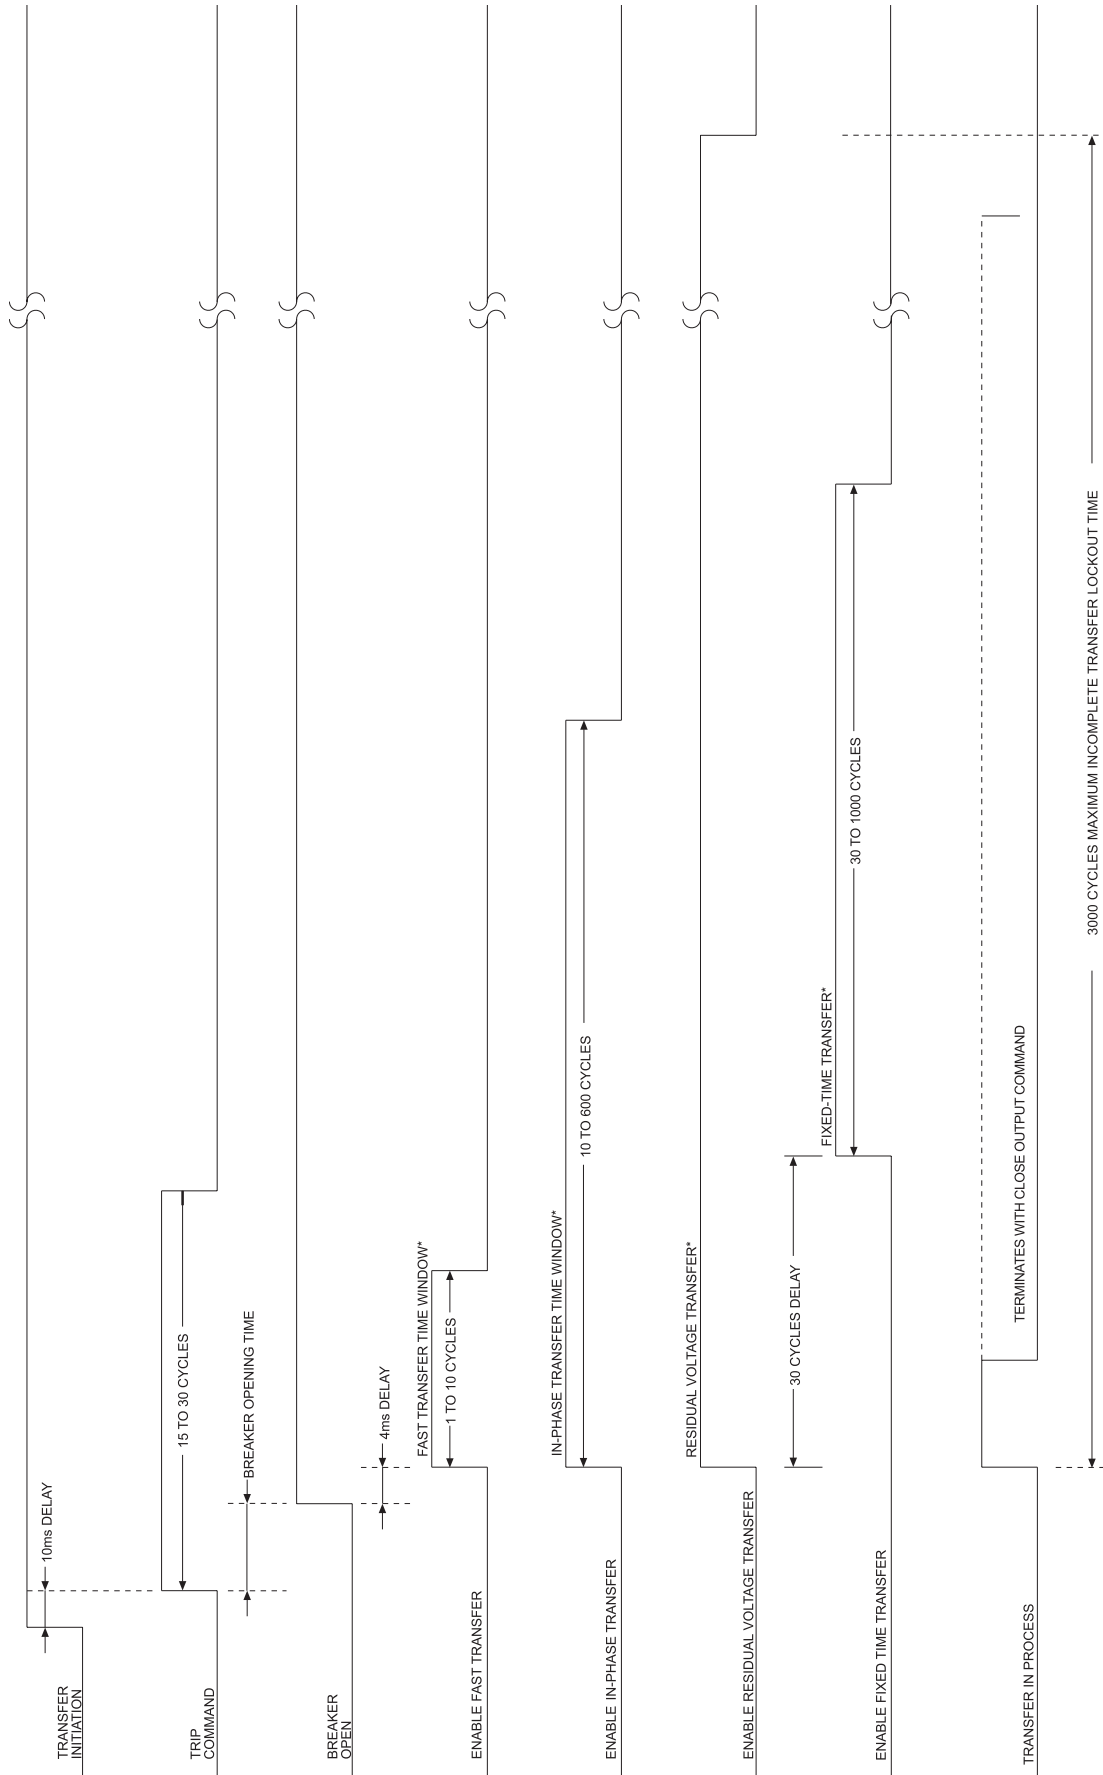 TRANSFER
INITIATION
10ms DELAY
TRIP
COMMAND
15 TO 30 CYCLES
BREAKER OPENING TIME
BREAKER
OPEN
4ms DELAY
ENABLE FAST TRANSFER
FAST TRANSFER TIME WINDOW*
1 TO 10 CYCLES
ENABLE IN-PHASE TRANSFER
IN-PHASE TRANSFER TIME WINDOW*
10 TO 600 CYCLES
ENABLE RESIDUAL VOLTAGE TRANSFER
RESIDUAL VOLTAGE TRANSFER*
30 CYCLES DELAY
ENABLE FIXED TIME TRANSFER
FIXED-TIME TRANSFER*
30 TO 1000 CYCLES
TRANSFER IN PROCESS
TERMINATES WITH CLOSE OUTPUT COMMAND
3000 CYCLES MAXIMUM INCOMPLETE TRANSFER LOCKOUT TIME